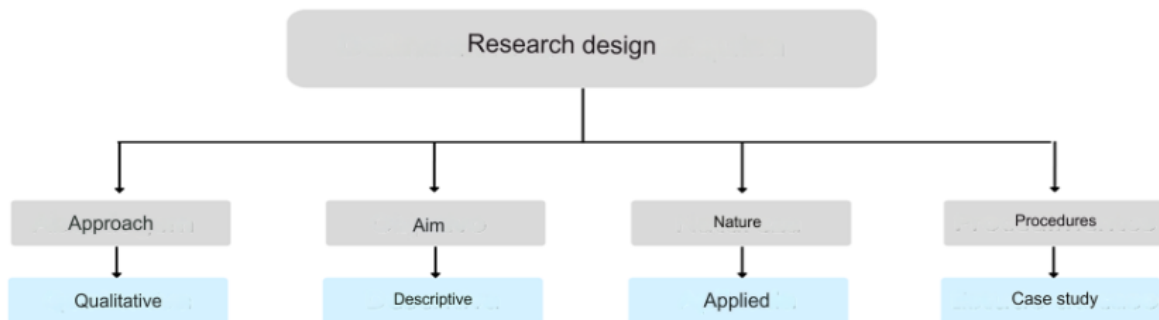 Research design
Approach
Aim
Nature
Procedures
Qualitative
Descriptive
Applied
Case study